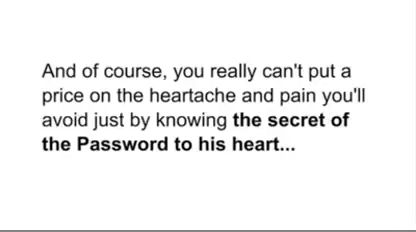 And of course, you really can't put a
price on the heartache and pain you'll
avoid just by knowing the secret of
the Password to his heart...